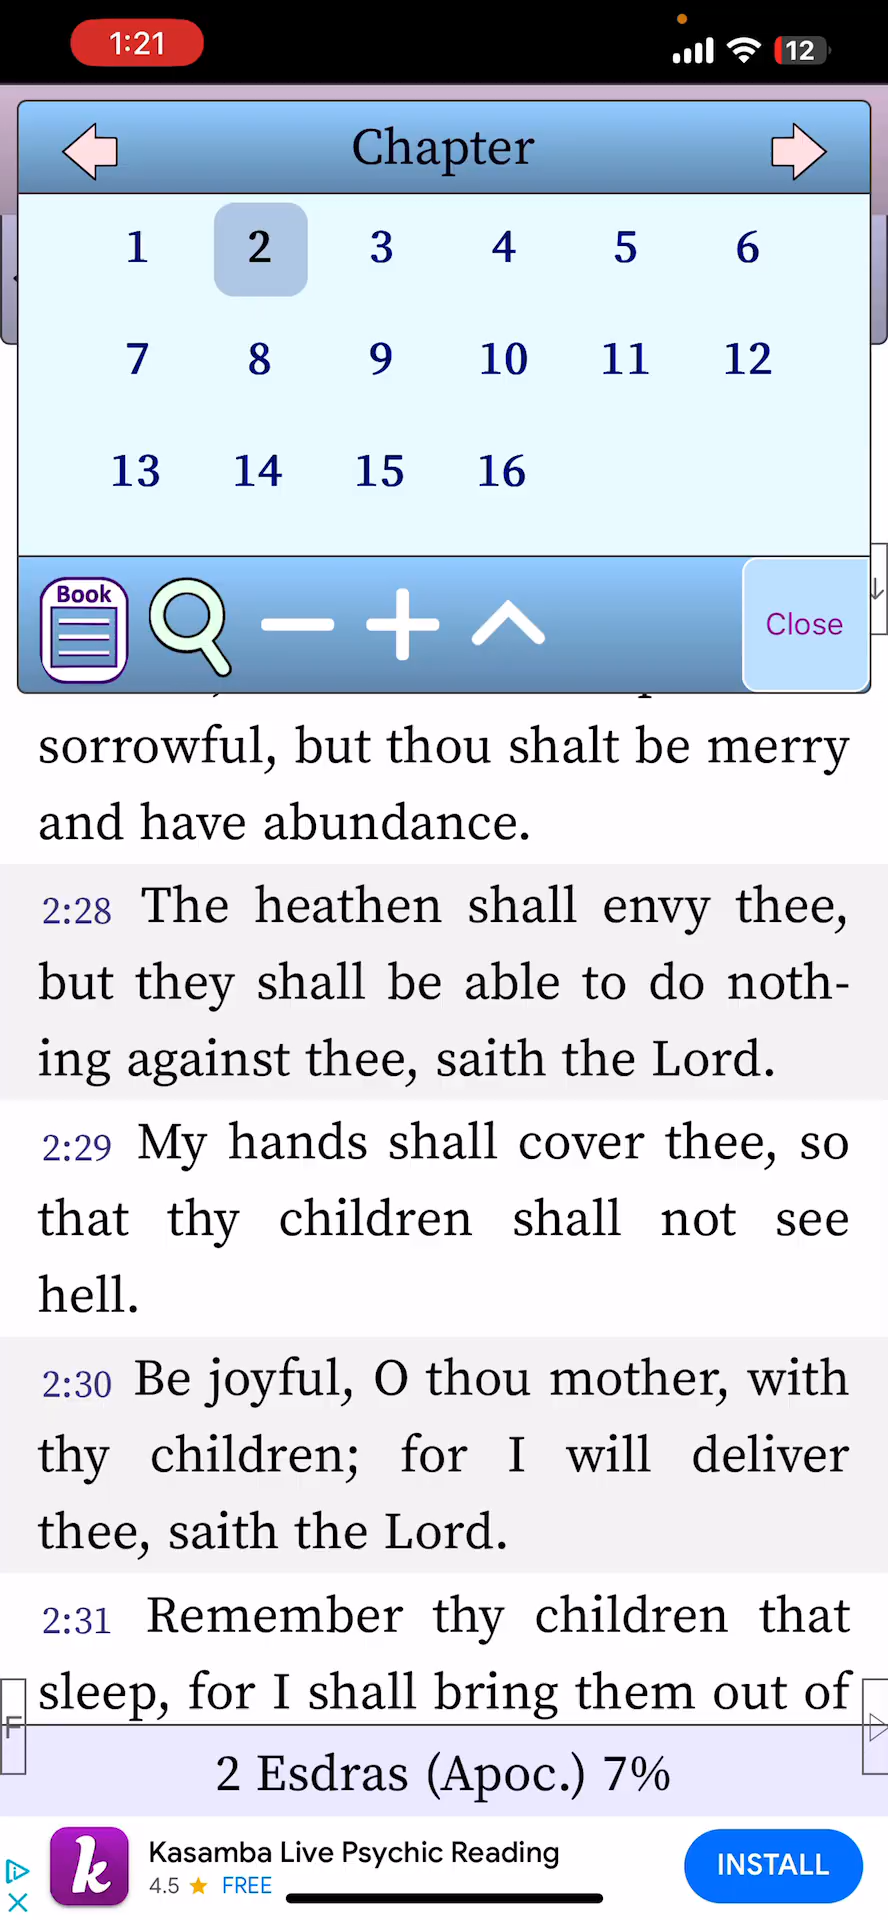 1:21
12
Chapter
1 2 3 4 5 6
7 8 9 10 11 12
13 14 15 16
Book
Close
sorrowful, but thou shalt be merry
and have abundance.
2:28 The heathen shall envy thee,
but they shall be able to do noth-
ing against thee, saith the Lord.
2:29 My hands shall cover thee, so
that thy children shall not see
hell.
2:30 Be joyful, O thou mother, with
thy children; for I will deliver
thee, saith the Lord.
2:31 Remember thy children that
sleep, for I shall bring them out of
F
2 Esdras (Apoc.) 7%
k
Kasamba Live Psychic Reading
4.5 ★ FREE
INSTALL